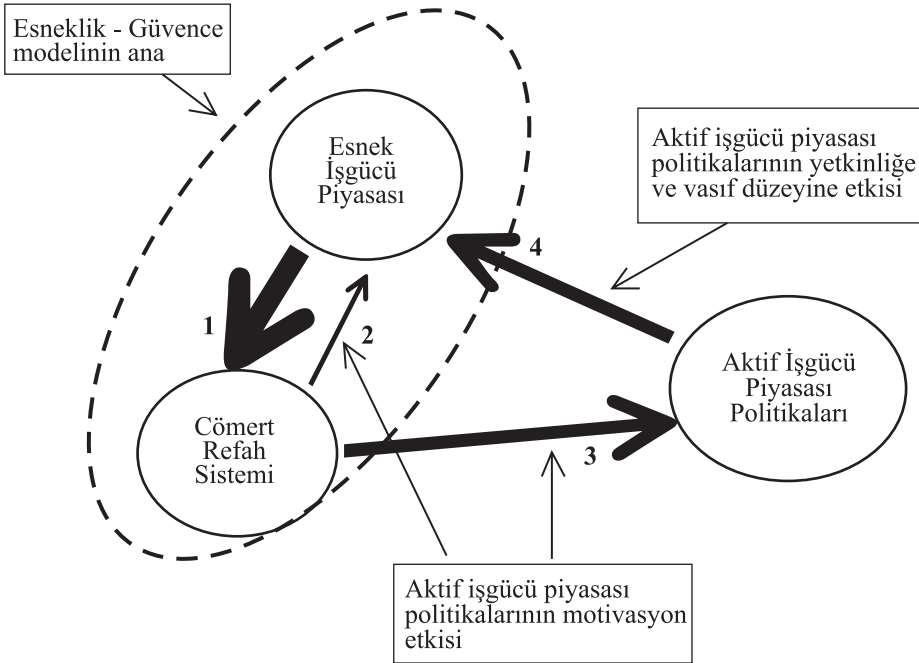 Esneklik - Güvence
modelinin ana
Esnek
İşgücü
Piyasası
Aktif işgücü piyasası
politikalarının yetkinliğe
ve vasıf düzeyine etkisi
4
1
2
Aktif İşgücü
Piyasası
Politikaları
Cömert
Refah
Sistemi
3
Aktif işgücü piyasası
politikalarının motivasyon
etkisi